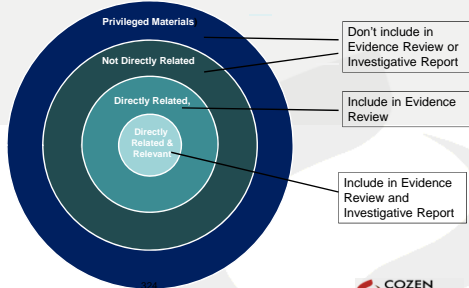 Privileged Materials
Don't include in
Evidence Review or
Investigative Report
Not Directly Related
Directly Related,
Include in Evidence
Review
Directly
Related &
Relevant
Include in Evidence
Review and
Investigative Report
324
COZEN